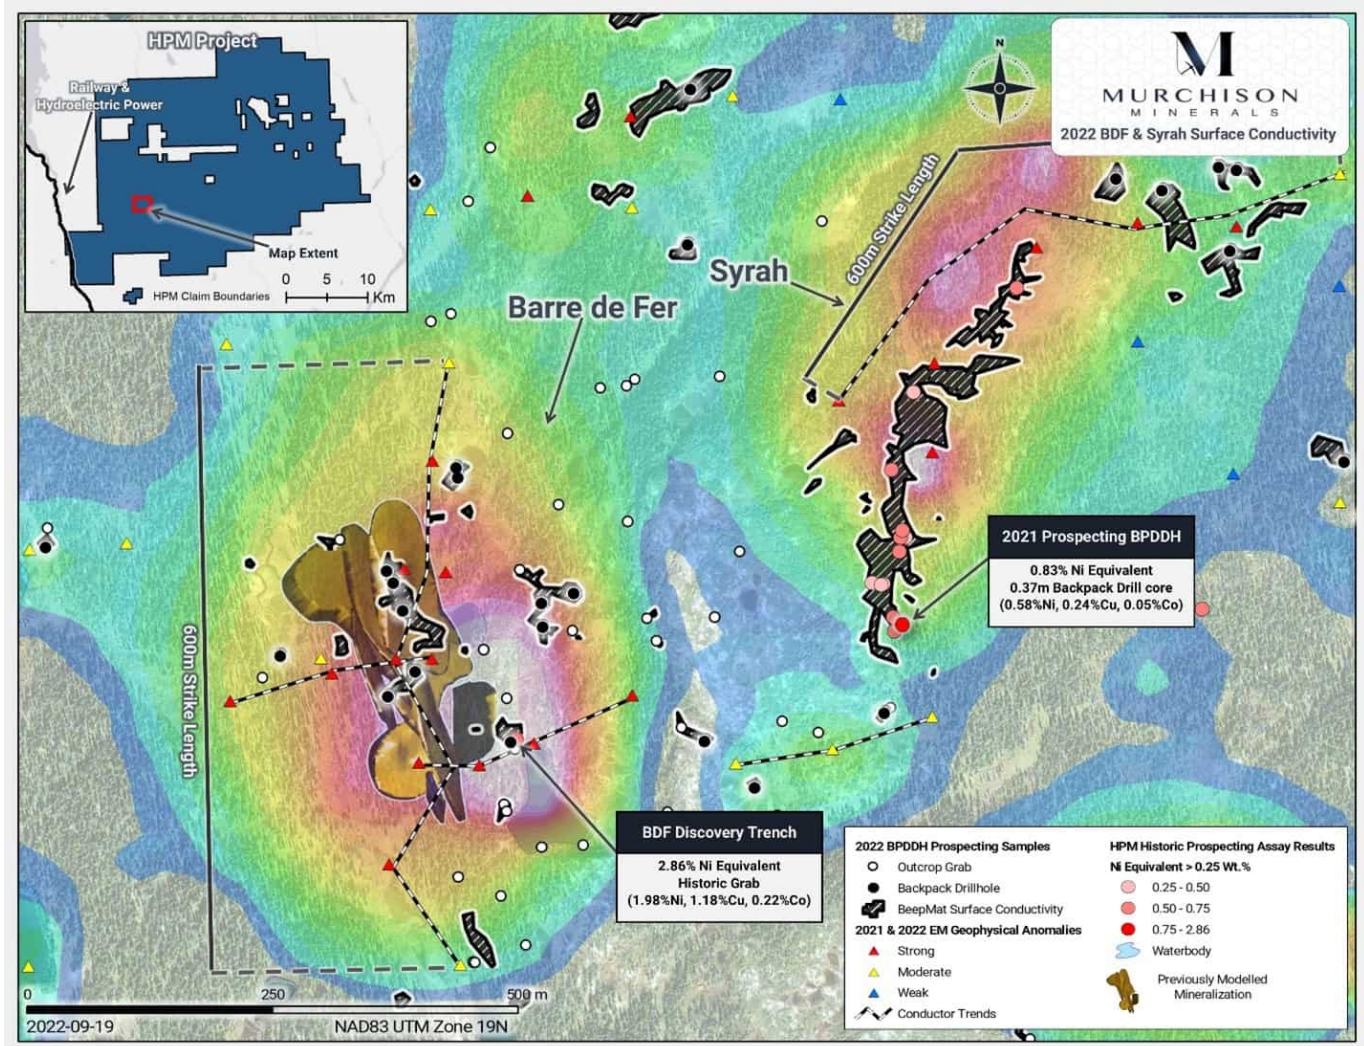 HPM Project
Railway &
Hydroelectric Power
Map Extent
0 5 10
Km
HPM Claim Boundaries
N
MURCHISON
MINERALS
2022 BDF & Syrah Surface Conductivity
600m Strike Length
Syrah
Barre de Fer
2021 Prospecting BPDDH
0.83% Ni Equivalent
0.37m Backpack Drill core
(0.58%Ni, 0.24%Cu, 0.05%Co)
600m Strike Length
BDF Discovery Trench
2.86% Ni Equivalent
Historic Grab
(1.98%Ni, 1.18%Cu, 0.22%Co)
2022 BPDDH Prospecting Samples
Outcrop Grab
Backpack Drillhole
BeepMat Surface Conductivity
2021 & 2022 EM Geophysical Anomalies
Strong
Moderate
Weak
Conductor Trends
HPM Historic Prospecting Assay Results
Ni Equivalent > 0.25 Wt.%
0.25 - 0.50
0.50 - 0.75
0.75 - 2.86
Waterbody
Previously Modelled
Mineralization
0 250 500 m
2022-09-19 NAD83 UTM Zone 19N